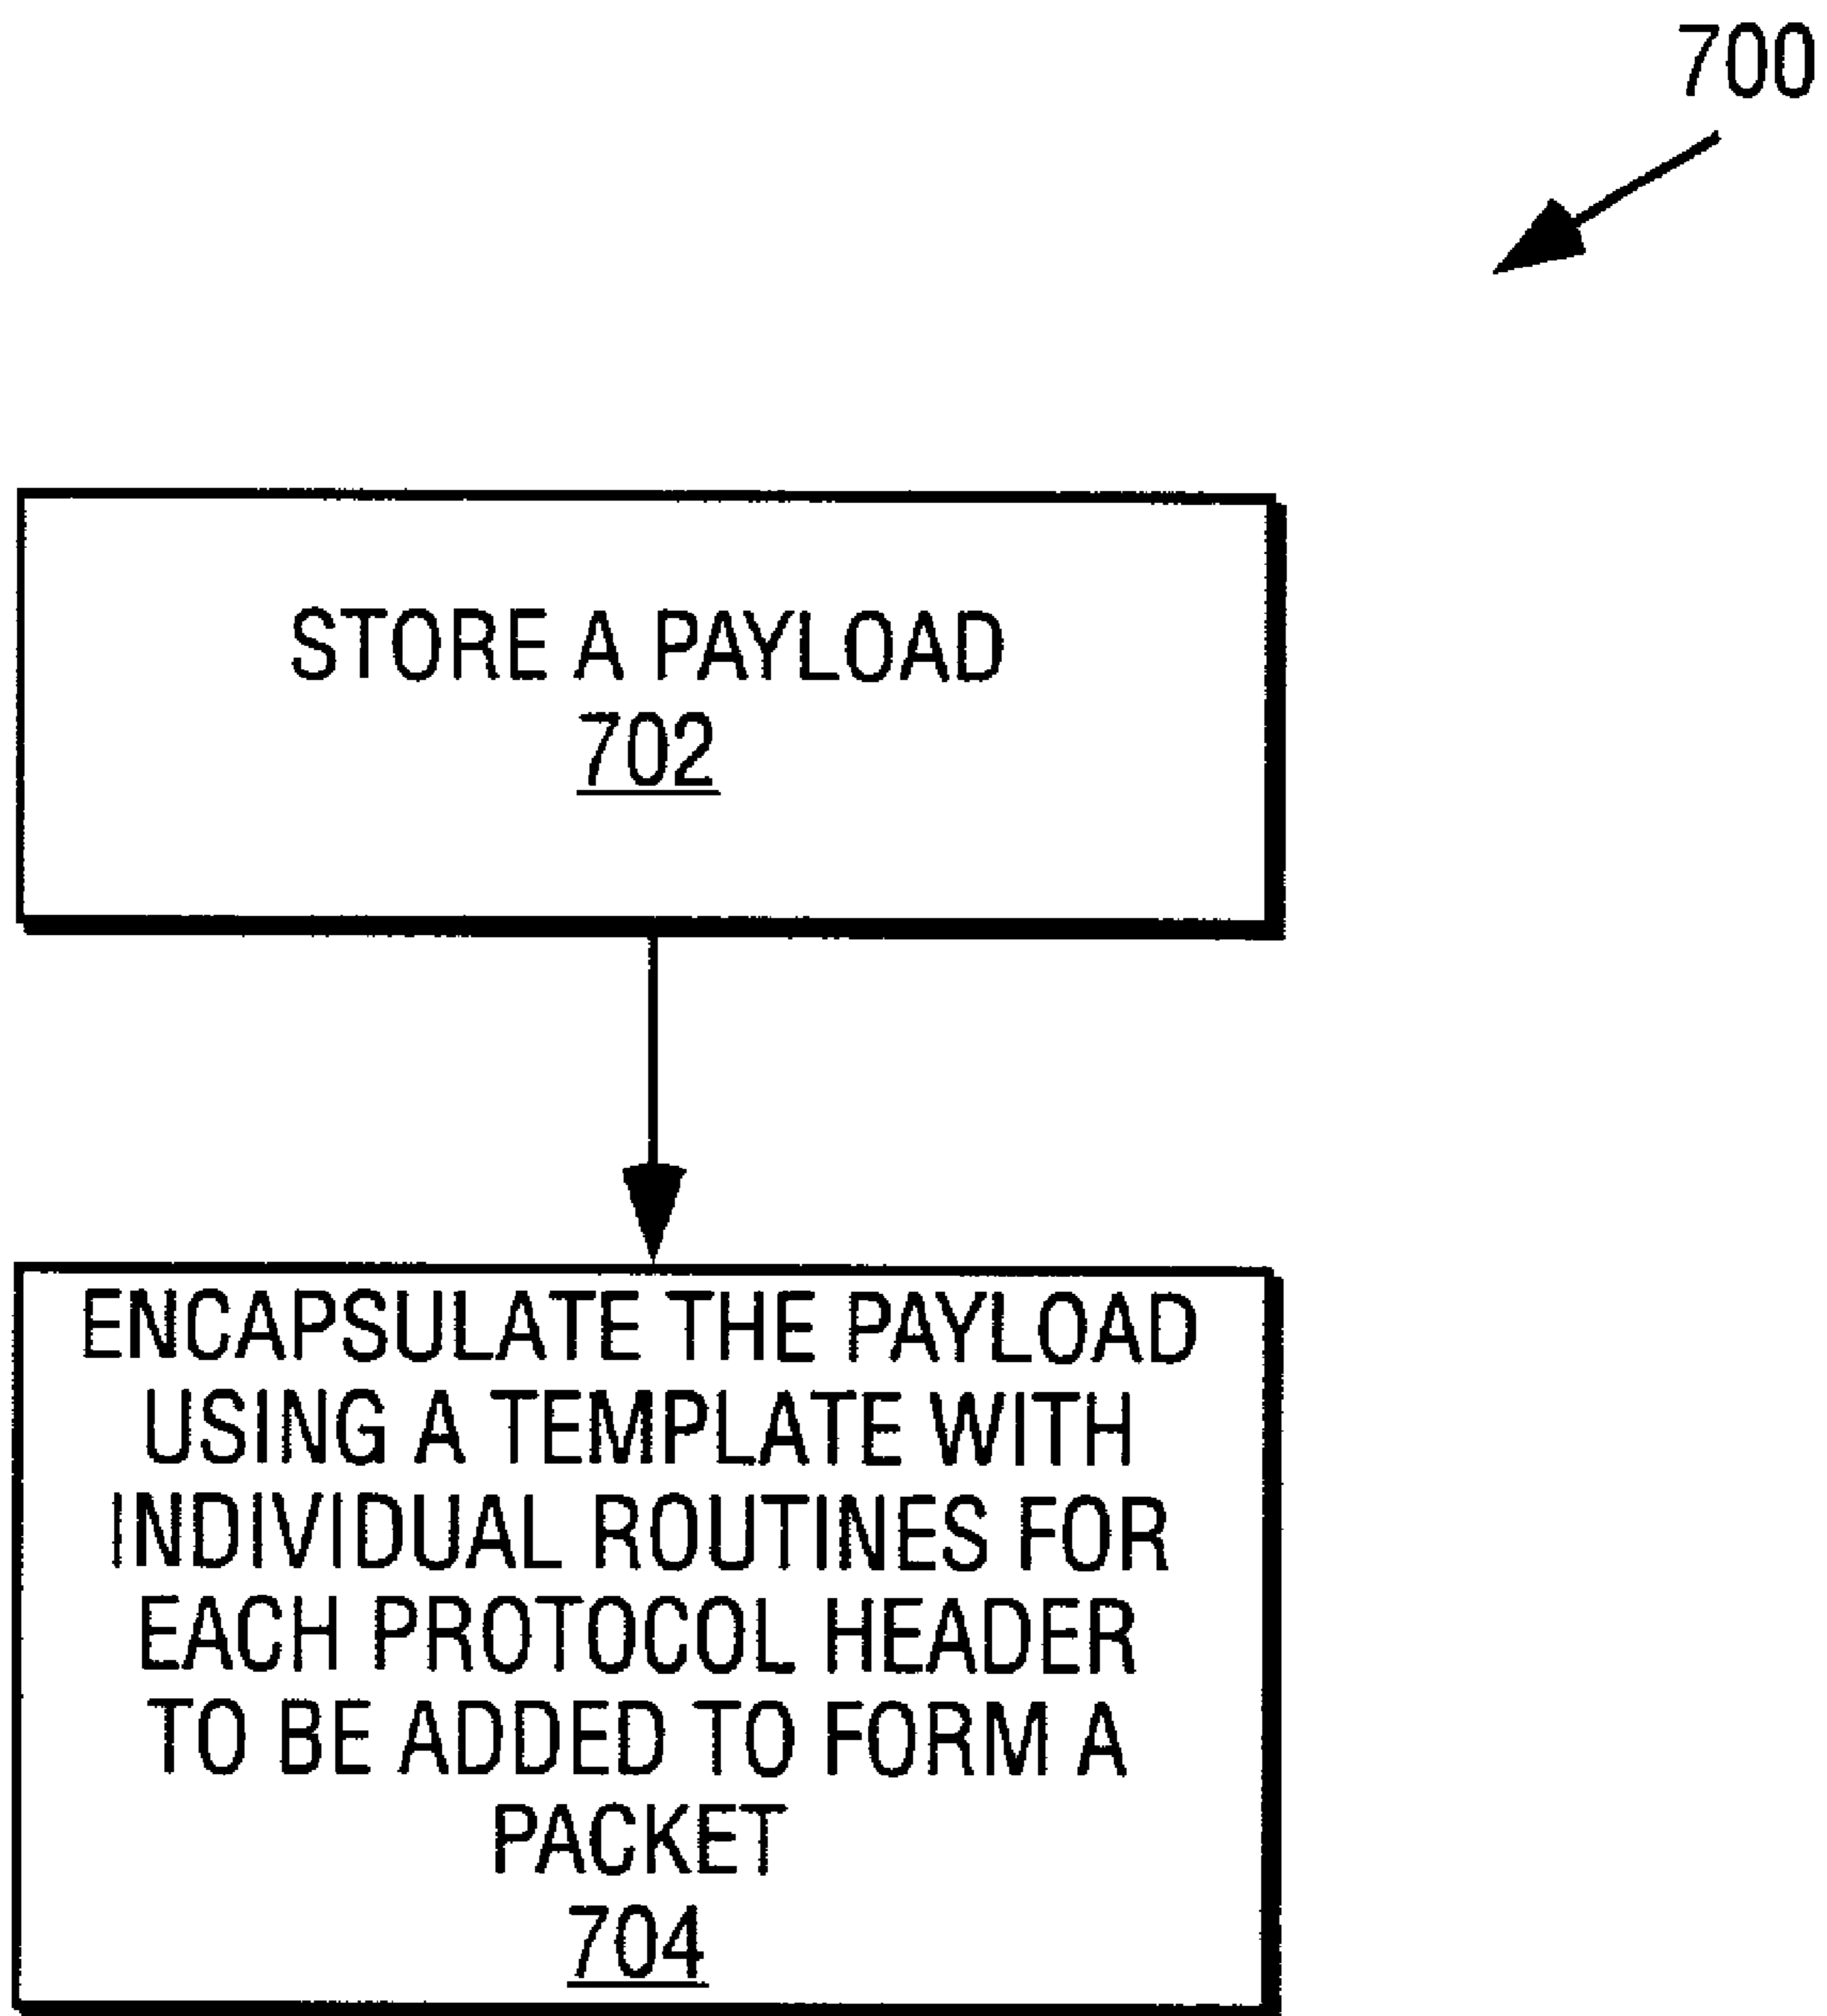 700
STORE A PAYLOAD
702
ENCAPSULATE THE PAYLOAD
USING A TEMPLATE WITH
INDIVIDUAL ROUTINES FOR
EACH PROTOCOL HEADER
TO BE ADDED TO FORM A
PACKET
704